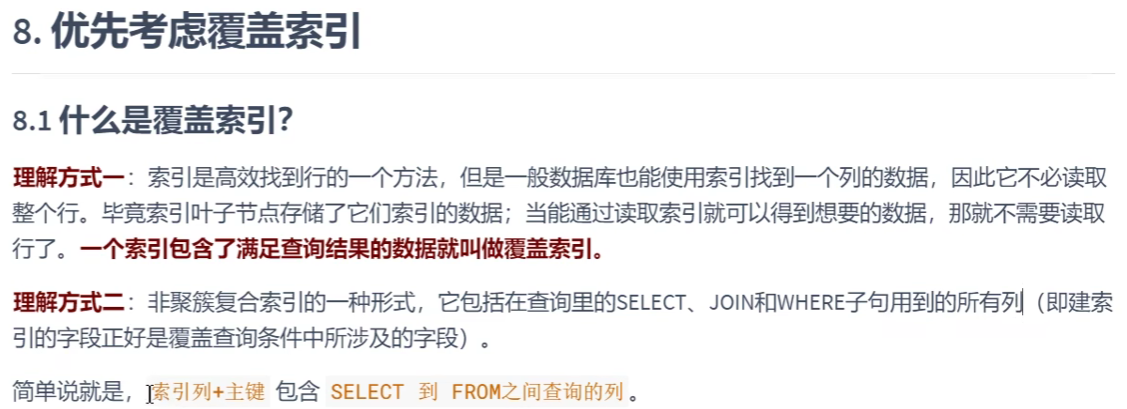 8. 优先考虑覆盖索引
8.1 什么是覆盖索引?
理解方式一：索引是高效找到行的一个方法，但是一般数据库也能使用索引找到一个列的数据，因此它不必读取
整个行。毕竟索引叶子节点存储了它们索引的数据；当能通过读取索引就可以得到想要的数据，那就不需要读取
行了。一个索引包含了满足查询结果的数据就叫做覆盖索引。
理解方式二：非聚簇复合索引的一种形式，它包括在查询里的SELECT、JOIN和WHERE子句用到的所有列（即建索
引的字段正好是覆盖查询条件中所涉及的字段）。
简单说就是，索引列+主键 包含 SELECT 到 FROM之间查询的列。